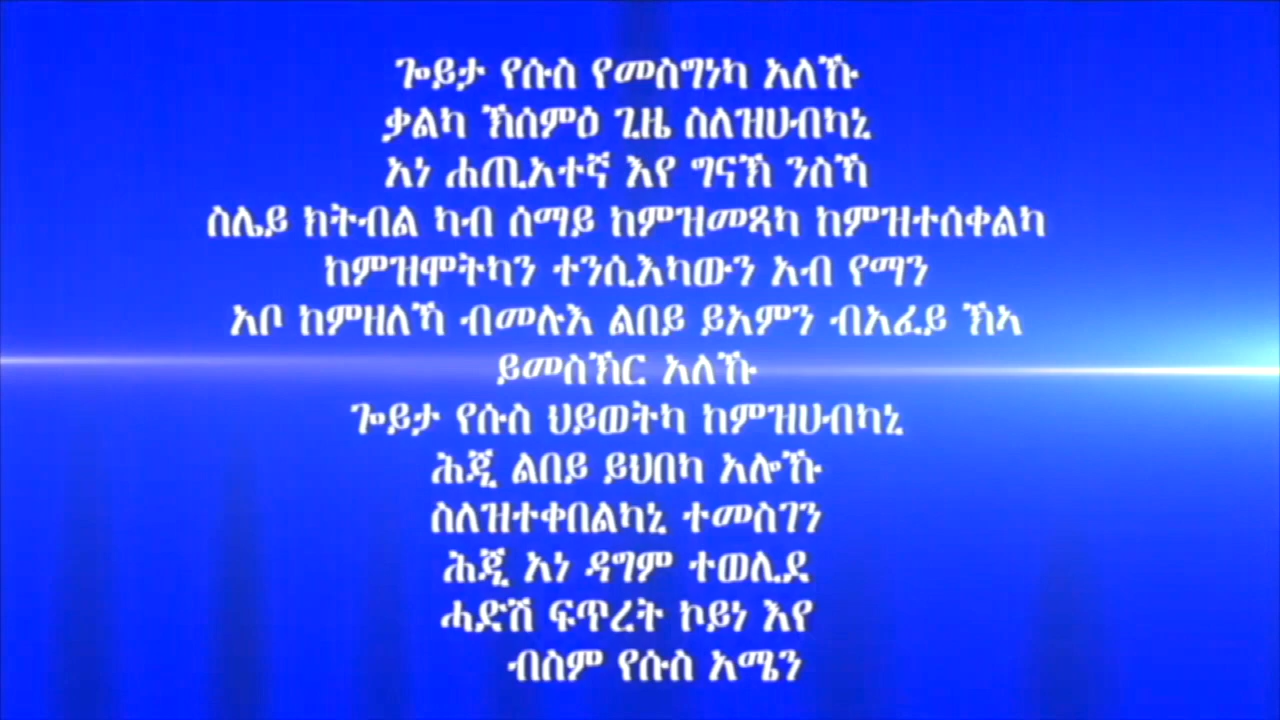 ጐይታ የሱስ የመስግነካ አለኹ
ቃልካ ኽሰምዕ ጊዜ ስለዝሀብካኒ
አነ ሐጢአተኛ እየ ግናኽ ንስኻ
ስሌይ ክትብል ካብ ሰማይ ከምዝመጻካ ከምዝተሰቀልካ
ከምዝሞትካን ተንሲእካውን አብ የማን
አቦ ከምዘለኻ ብመሉእ ልበይ ይአምን ብአፈይ ኽኣ
ይመስኽር አለኹ
ጐይታ የሱስ ህይወትካ ከምዝሀብካኒ
ሕጂ ልበይ ይህበካ አሎኹ
ስለዝተቀበልካኒ ተመስገን
ሕጂ አነ ዳግም ተወሊደ
ሓድሽ ፍጥረት ኮይነ እየ
ብስም የሱስ አሜን